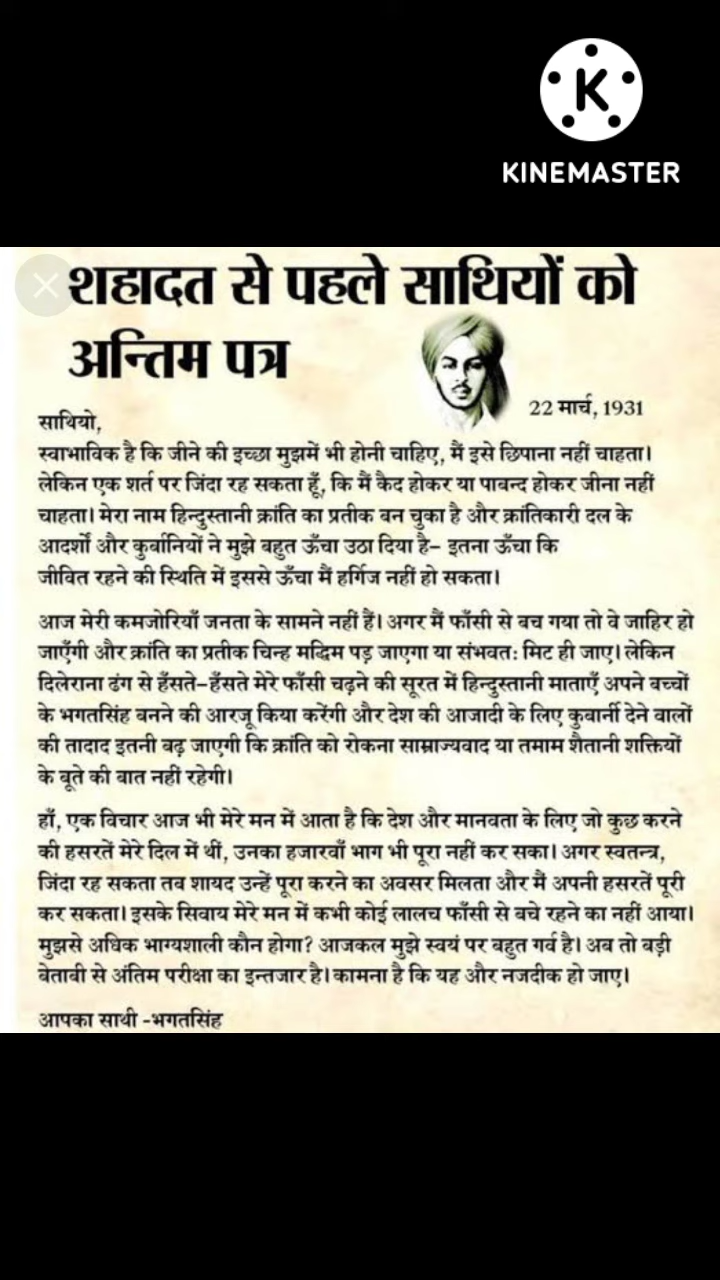 K
KINEMASTER
शहादत से पहले साथियों को
अन्तिम पत्र
22 मार्च, 1931
साथियो,
स्वाभाविक है कि जीने की इच्छा मुझमें भी होनी चाहिए, मैं इसे छिपाना नहीं चाहता।
लेकिन एक शर्त पर जिंदा रह सकता हूँ, कि मैं कैद होकर या पाबन्द होकर जीना नहीं
चाहता। मेरा नाम हिन्दुस्तानी क्रांति का प्रतीक बन चुका है और क्रांतिकारी दल के
आदर्शों और कुर्बानियों ने मुझे बहुत ऊँचा उठा दिया है– इतना ऊँचा कि
जीवित रहने की स्थिति में इससे ऊँचा मैं हर्गिज नहीं हो सकता।
आज मेरी कमजोरियाँ जनता के सामने नहीं हैं। अगर मैं फाँसी से बच गया तो वे जाहिर हो
जाएँगी और क्रांति का प्रतीक चिन्ह मद्धिम पड़ जाएगा या संभवतः मिट ही जाए। लेकिन
दिलेराना ढंग से हँसते–हँसते मेरे फाँसी चढ़ने की सूरत में हिन्दुस्तानी माताएँ अपने बच्चों
के भगतसिंह बनने की आरजू किया करेंगी और देश की आजादी के लिए कुबार्नी देने वालों
की तादाद इतनी बढ़ जाएगी कि क्रांति को रोकना साम्राज्यवाद या तमाम शैतानी शक्तियों
के बूते की बात नहीं रहेगी।
हाँ, एक विचार आज भी मेरे मन में आता है कि देश और मानवता के लिए जो कुछ करने
की हसरतें मेरे दिल में थीं, उनका हजारवाँ भाग भी पूरा नहीं कर सका। अगर स्वतन्त्र,
जिंदा रह सकता तब शायद उन्हें पूरा करने का अवसर मिलता और मैं अपनी हसरतें पूरी
कर सकता। इसके सिवाय मेरे मन में कभी कोई लालच फाँसी से बचे रहने का नहीं आया।
मुझसे अधिक भाग्यशाली कौन होगा? आजकल मुझे स्वयं पर बहुत गर्व है। अब तो बड़ी
बेताबी से अंतिम परीक्षा का इन्तजार है। कामना है कि यह और नजदीक हो जाए।
आपका साथी -भगतसिंह